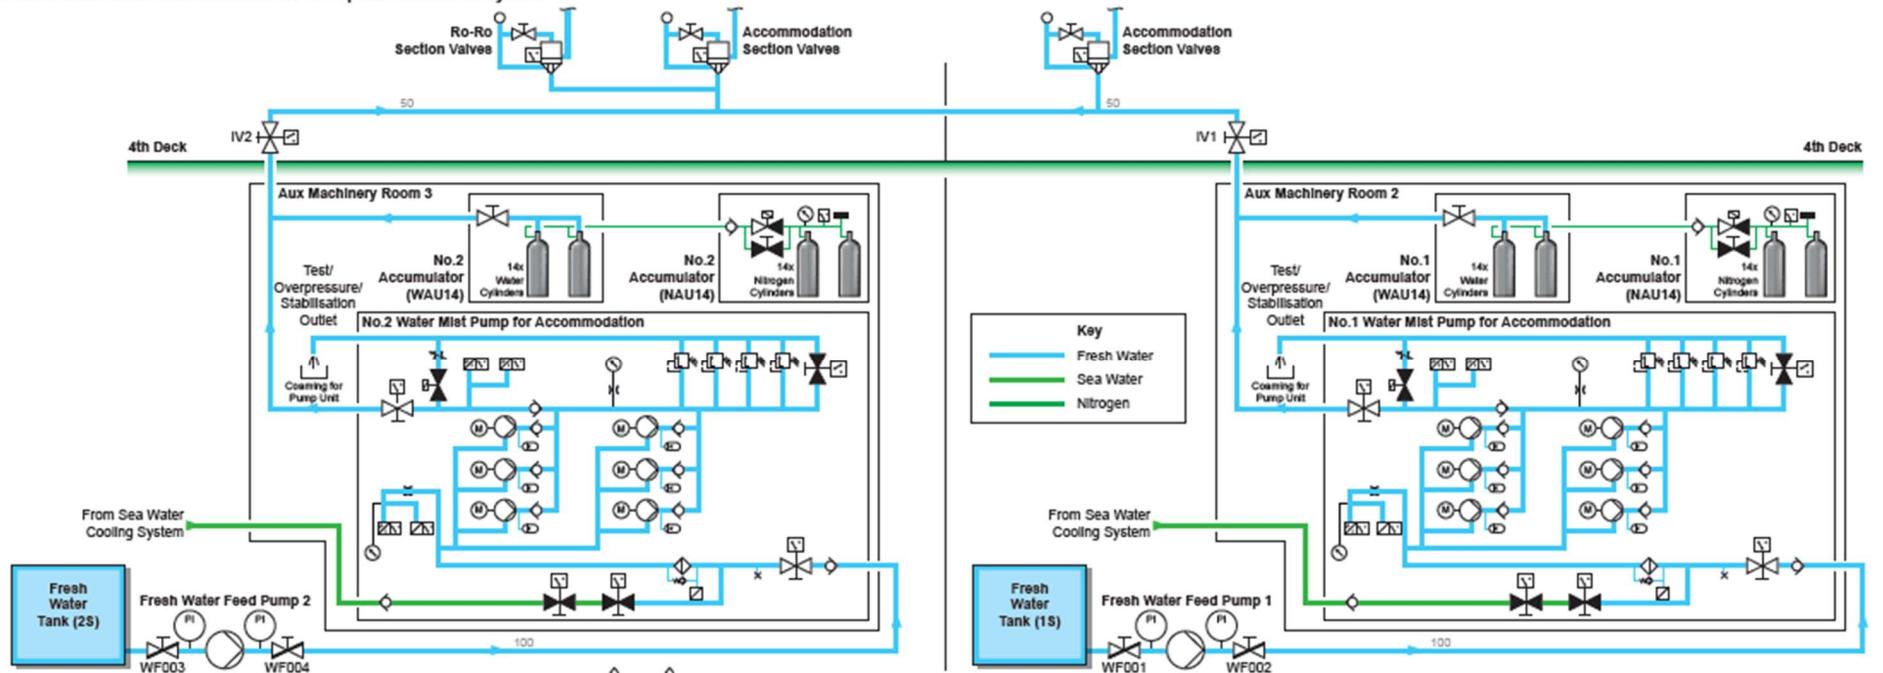 Ro-Ro
Section Valves
Accommodation
Section Valves
Accommodation
Section Valves
50
50
IV2
IV1
4th Deck
4th Deck
Aux Machinery Room 3
No.2
Accumulator
(WAU14)
14x
Water
Cylinders
No.2
Accumulator
(NAU14)
14x
Nitrogen
Cylinders
Test/
Overpressure/
Stabilisation
Outlet
Coaming for
Pump Unit
No.2 Water Mist Pump for Accommodation
M
M
M
M
M
M
From Sea Water
Cooling System
Fresh
Water
Tank (2S)
Fresh Water Feed Pump 2
PI
PI
WF003
WF004
100
Key
Fresh Water
Sea Water
Nitrogen
Aux Machinery Room 2
No.1
Accumulator
(WAU14)
14x
Water
Cylinders
No.1
Accumulator
(NAU14)
14x
Nitrogen
Cylinders
Test/
Overpressure/
Stabilisation
Outlet
Coaming for
Pump Unit
No.1 Water Mist Pump for Accommodation
M
M
M
M
M
M
From Sea Water
Cooling System
Fresh
Water
Tank (1S)
Fresh Water Feed Pump 1
PI
PI
WF001
WF002
100